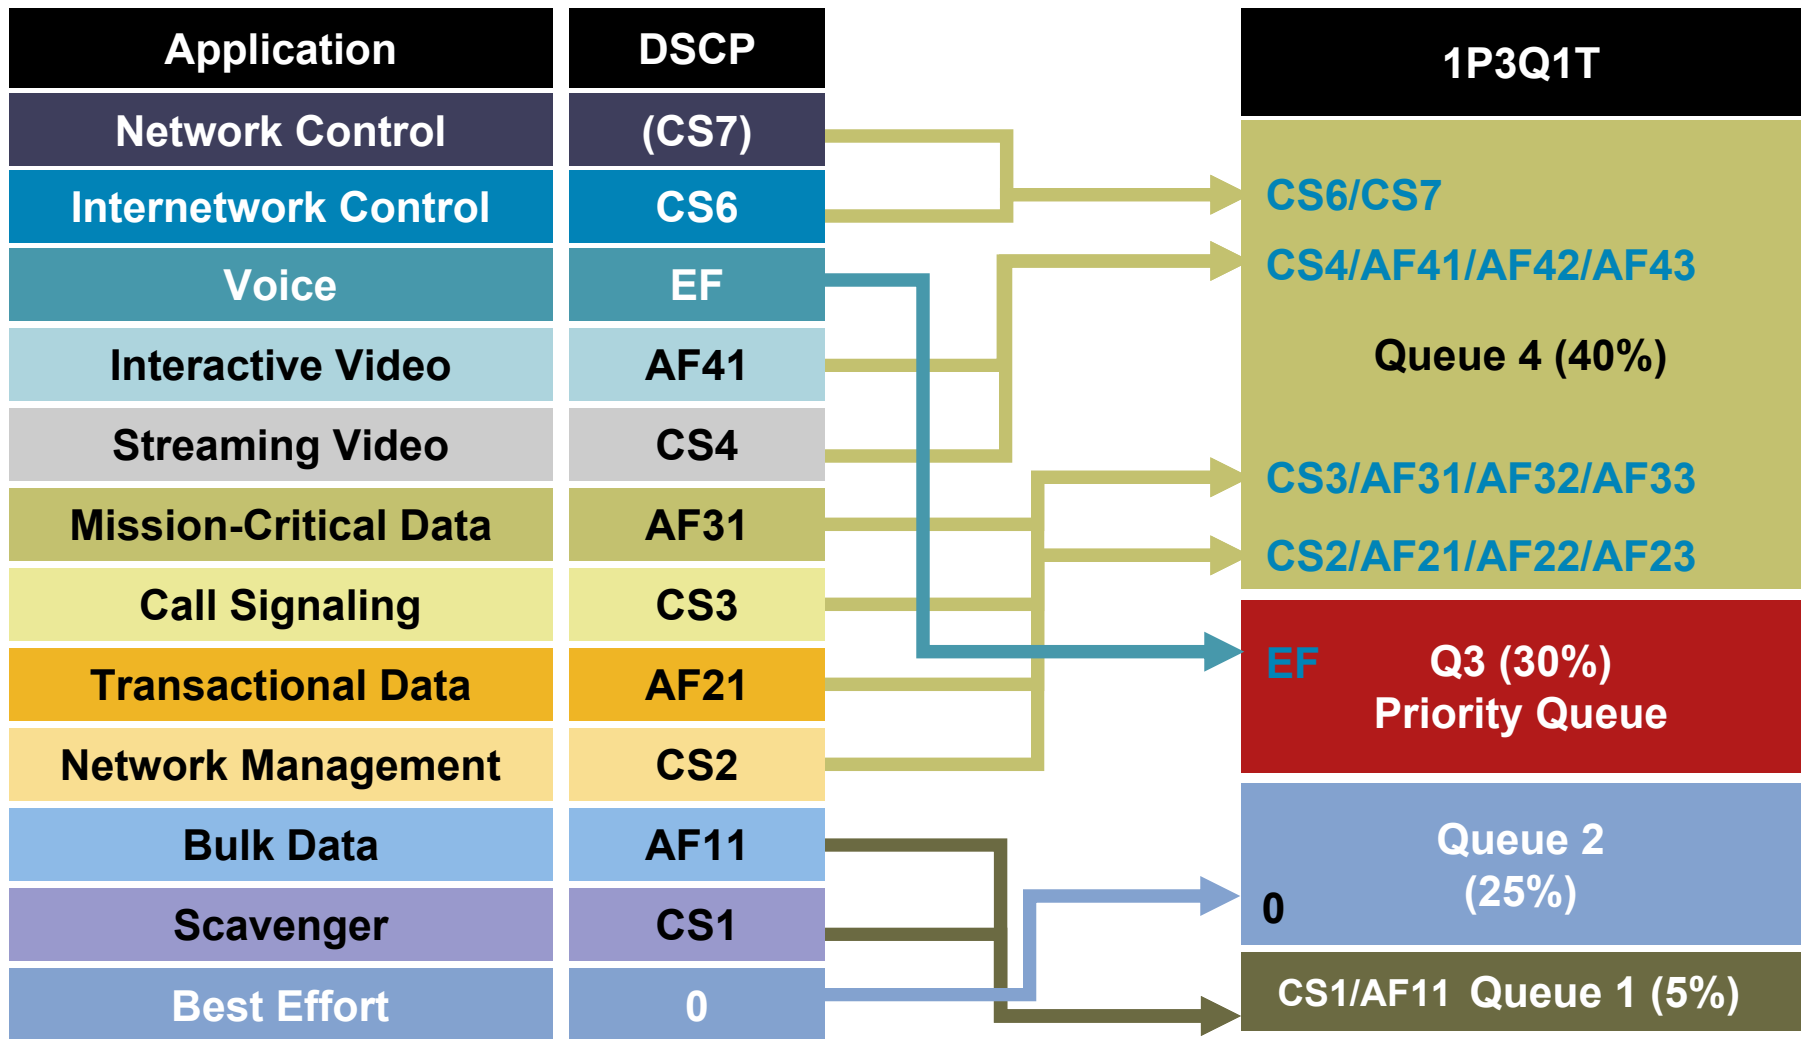 Application DSCP 1P3Q1T
Network Control (CS7)
Internetwork Control CS6
Voice EF
Interactive Video AF41
Streaming Video CS4
Mission-Critical Data AF31
Call Signaling CS3
Transactional Data AF21
Network Management CS2
Bulk Data AF11
Scavenger CS1
Best Effort 0
CS6/CS7
CS4/AF41/AF42/AF43
Queue 4 (40%)
CS3/AF31/AF32/AF33
CS2/AF21/AF22/AF23
EF Q3 (30%)
Priority Queue
Queue 2
(25%)
0
CS1/AF11 Queue 1 (5%)